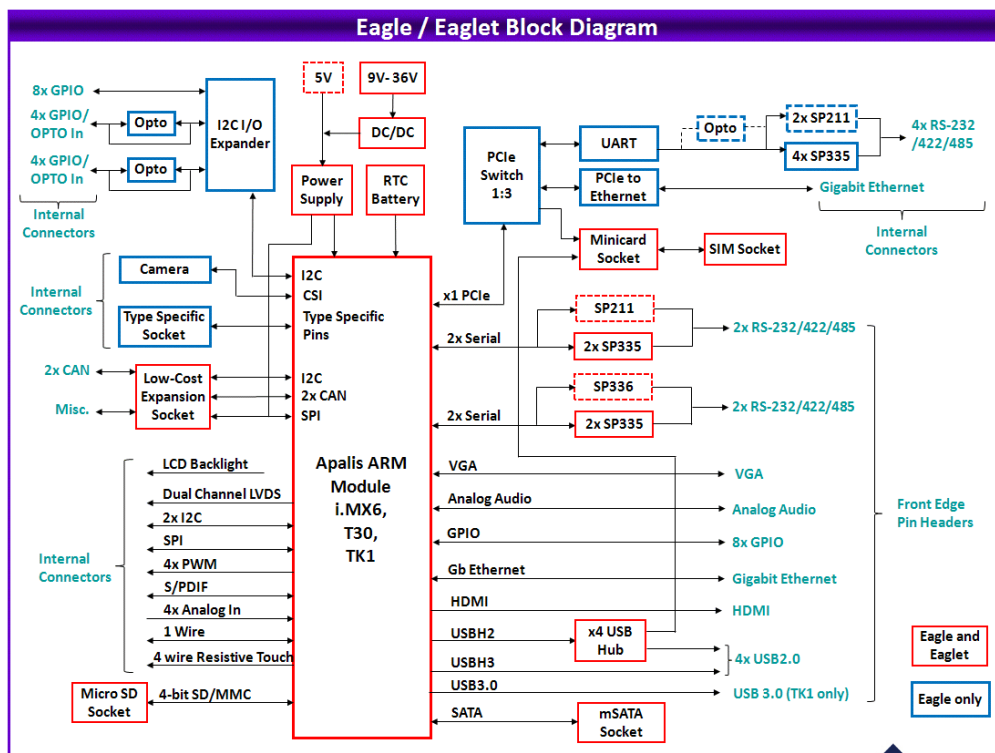 Eagle / Eaglet Block Diagram
8x GPIO
4x GPIO/
OPTO In
Opto
4x GPIO/
OPTO In
Opto
I2C I/O
Expander
Internal
Connectors
5V
9V- 36V
DC/DC
Power
Supply
RTC
Battery
PCIe
Switch
1:3
UART
Opto
2x SP211
4x SP335
4x RS-232
/422/485
PCIe to
Ethernet
Gigabit Ethernet
Internal
Connectors
Minicard
Socket
SIM Socket
Internal
Connectors
Camera
Type Specific
Socket
I2C
CSI
Type Specific
Pins
x1 PCIe
2x Serial
SP211
2x SP335
2x RS-232/422/485
2x CAN
Misc.
Low-Cost
Expansion
Socket
I2C
2x CAN
SPI
2x Serial
SP336
2x SP335
2x RS-232/422/485
Apalis ARM
Module
i.MX6,
T30,
TK1
Internal
Connectors
LCD Backlight
Dual Channel LVDS
2x I2C
SPI
4x PWM
S/PDIF
4x Analog In
1 Wire
4 wire Resistive Touch
Micro SD
Socket
4-bit SD/MMC
VGA
VGA
Analog Audio
Analog Audio
GPIO
8x GPIO
Gb Ethernet
Gigabit Ethernet
HDMI
HDMI
USBH2
x4 USB
Hub
USBH3
4x USB2.0
USB3.0
USB 3.0 (TK1 only)
SATA
mSATA
Socket
Front Edge
Pin Headers
Eagle and
Eaglet
Eagle only